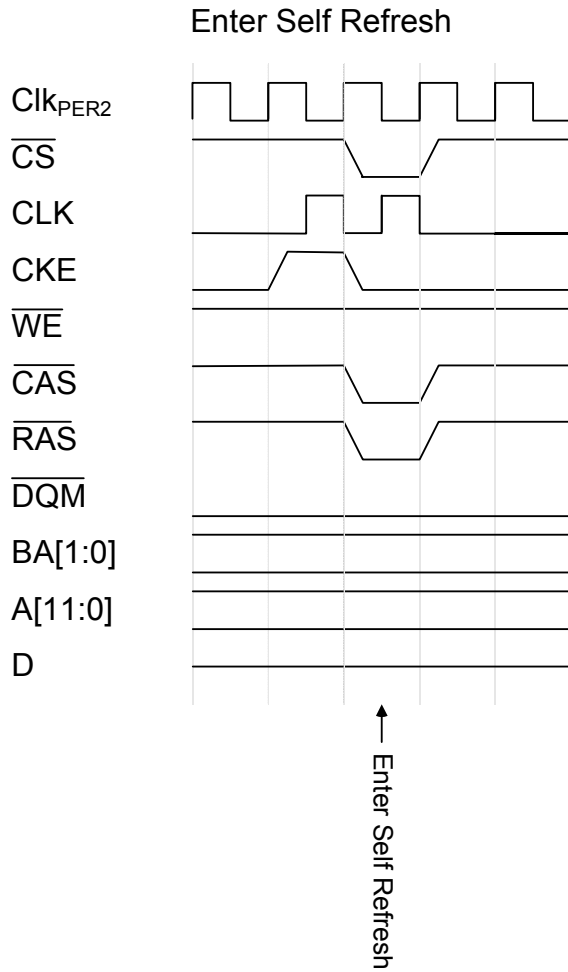 Enter Self Refresh
ClkPER2
CS
CLK
CKE
WE
CAS
RAS
DQM
BA[1:0]
A[11:0]
D
Enter Self Refresh